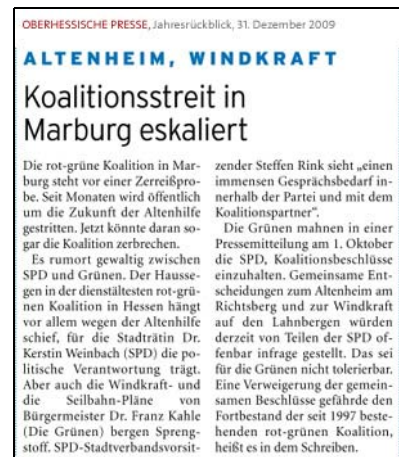 OBERHESSISCHE PRESSE, Jahresrückblick, 31. Dezember 2009
ALTENHEIM, WINDKRAFT
Koalitionsstreit in
Marburg eskaliert
Die rot-grüne Koalition in Mar-
burg steht vor einer Zerreißpro-
be. Seit Monaten wird öffentlich
um die Zukunft der Altenhilfe
gestritten. Jetzt könnte daran so-
gar die Koalition zerbrechen.
Es rumort gewaltig zwischen
SPD und Grünen. Der Hausse-
gen in der dienstältesten rot-grü-
nen Koalition in Hessen hängt
vor allem wegen der Altenhilfe
schief, für die Stadträtin Dr.
Kerstin Weinbach (SPD) die po-
litische Verantwortung trägt.
Aber auch die Windkraft- und
die Seilbahn-Pläne von
Bürgermeister Dr. Franz Kahle
(Die Grünen) bergen Spreng-
stoff. SPD-Stadtverbandsvorsit-
zender Steffen Rink sieht „einen
immensen Gesprächsbedarf in-
nerhalb der Partei und mit dem
Koalitionspartner“.
Die Grünen mahnen in einer
Pressemitteilung am 1. Oktober
die SPD, Koalitionsbeschlüsse
einzuhalten. Gemeinsame Ent-
scheidungen zum Altenheim am
Richtsberg und zur Windkraft
auf den Lahnbergen würden
derzeit von Teilen der SPD of-
fenbar infrage gestellt. Das sei
für die Grünen nicht tolerierbar.
Eine Verweigerung der gemein-
samen Beschlüsse gefährde den
Fortbestand der seit 1997 beste-
henden rot-grünen Koalition,
heißt es in dem Schreiben.